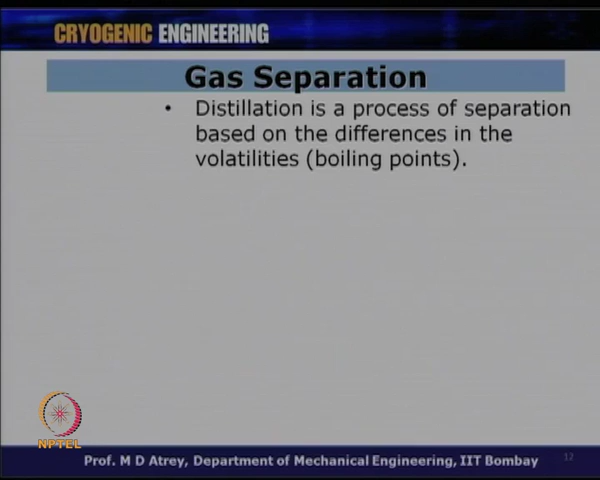 CRYOGENIC ENGINEERING
Gas Separation
• Distillation is a process of separation
based on the differences in the
volatilities (boiling points).
NPTEL
Prof. M D Atrey, Department of Mechanical Engineering, IIT Bombay
12